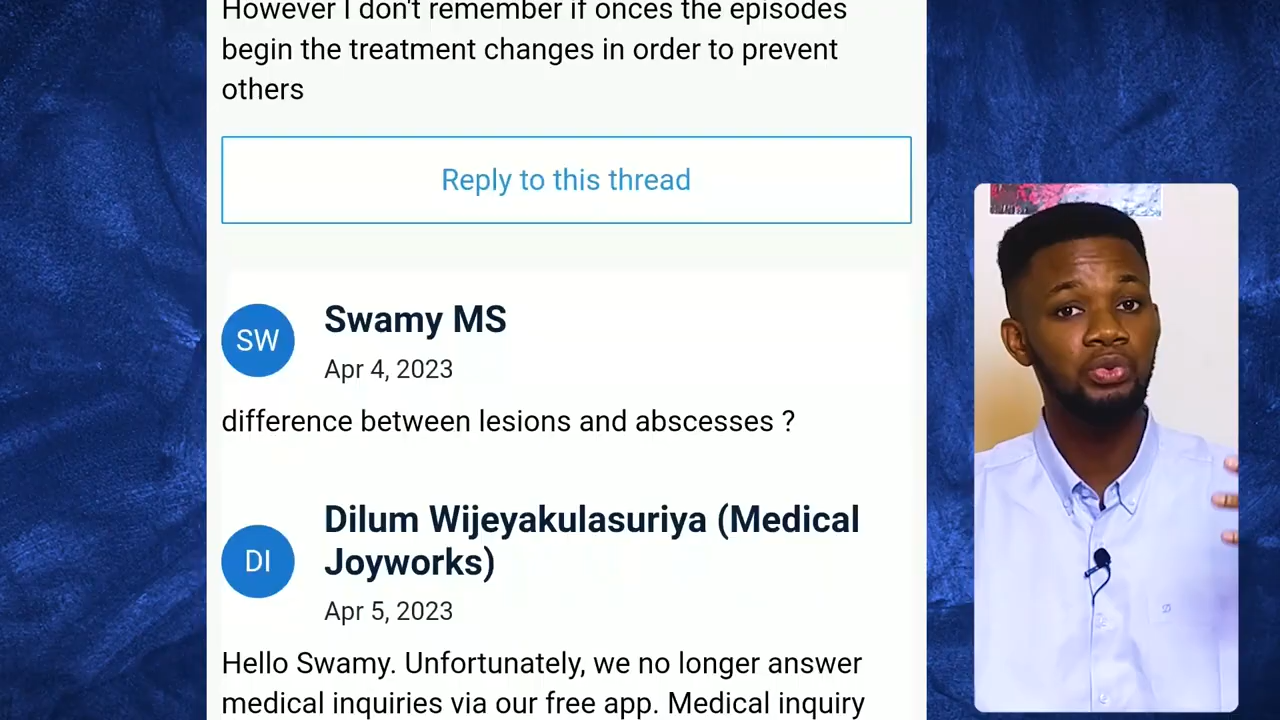 However I don't remember if onces the episodes
begin the treatment changes in order to prevent
others
Reply to this thread
SW
Swamy MS
Apr 4, 2023
difference between lesions and abscesses ?
DI
Dilum Wijeyakulasuriya (Medical
Joyworks)
Apr 5, 2023
Hello Swamy. Unfortunately, we no longer answer
medical inquiries via our free app. Medical inquiry